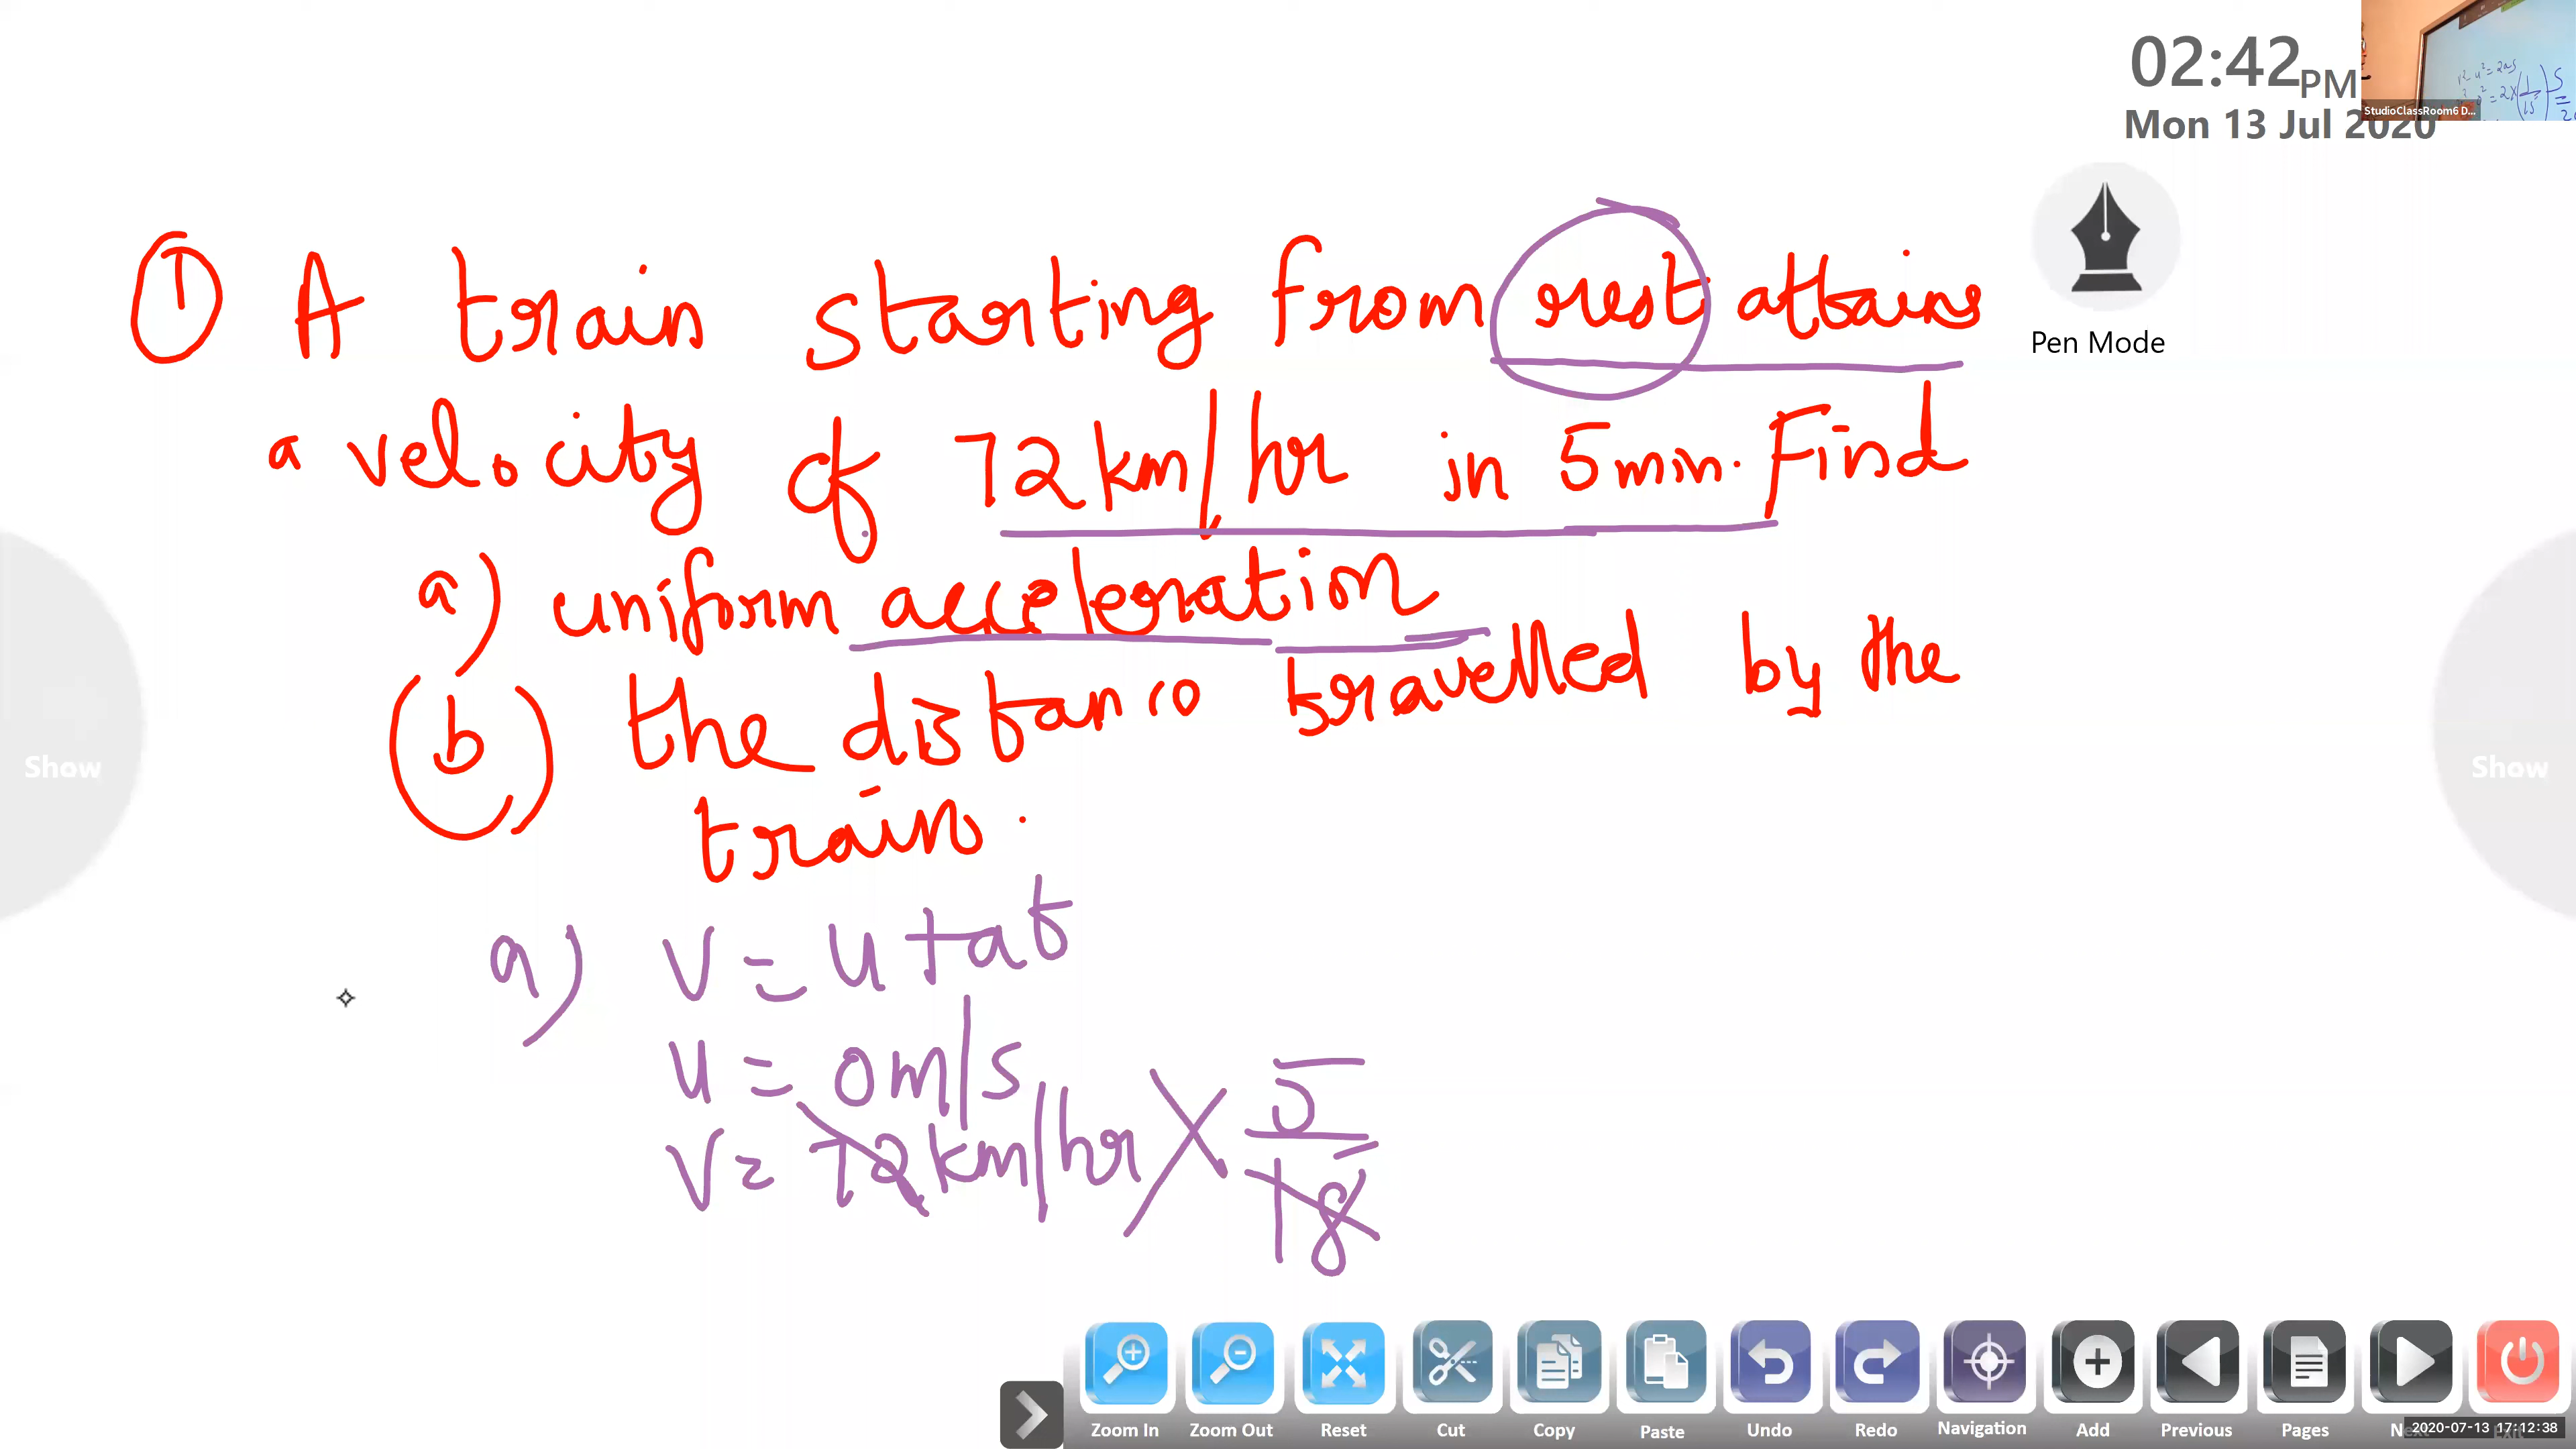 02:42 PM
Mon 13 Jul 2020
StudioClassRoom6 D...
Pen Mode
① A train starting from rest attains
a velocity of 72 km/hr in 5 min. Find
a) uniform acceleration
(b) the distance travelled by the
train.
a) v = u + at
u = 0 m/s
v = 72 km/hr × 5/18
Show
Show
Zoom In
Zoom Out
Reset
Cut
Copy
Paste
Undo
Redo
Navigation
Add
Previous
Pages
2020-07-13 17:12:38